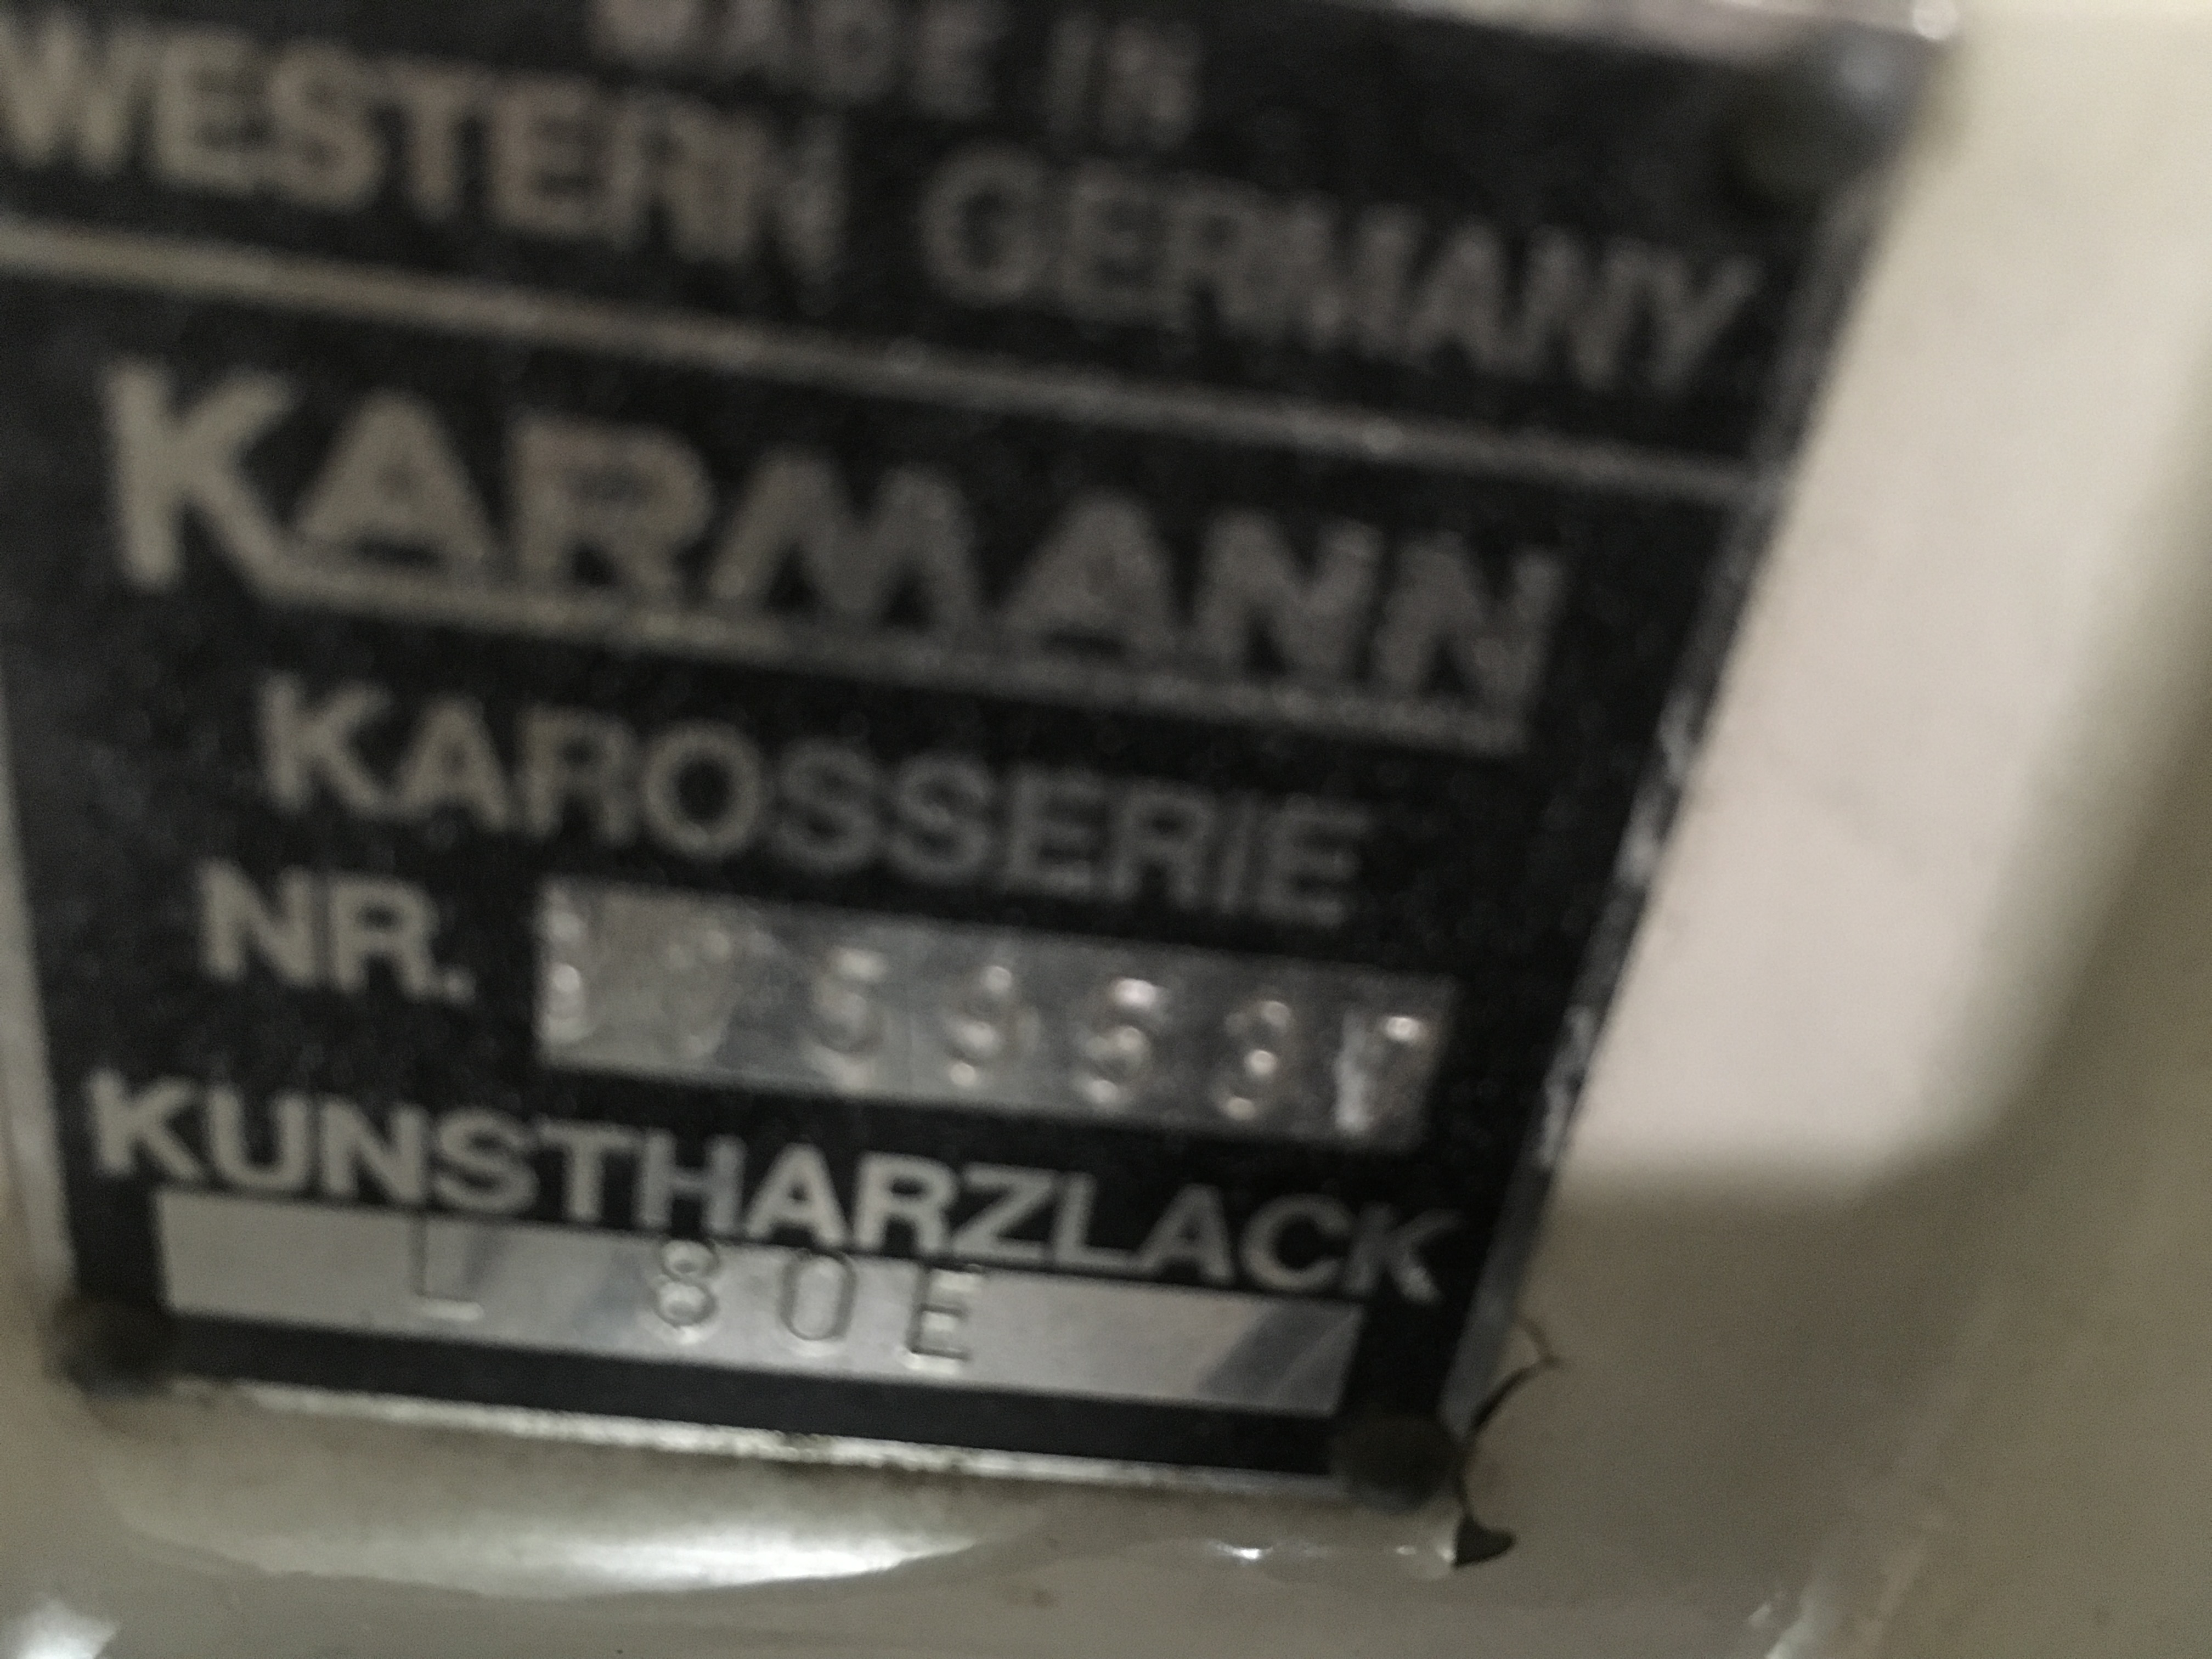 MADE IN
WESTERN GERMANY
KARMANN
KAROSSERIE
NR.
KUNSTHARZLACK
L 80E